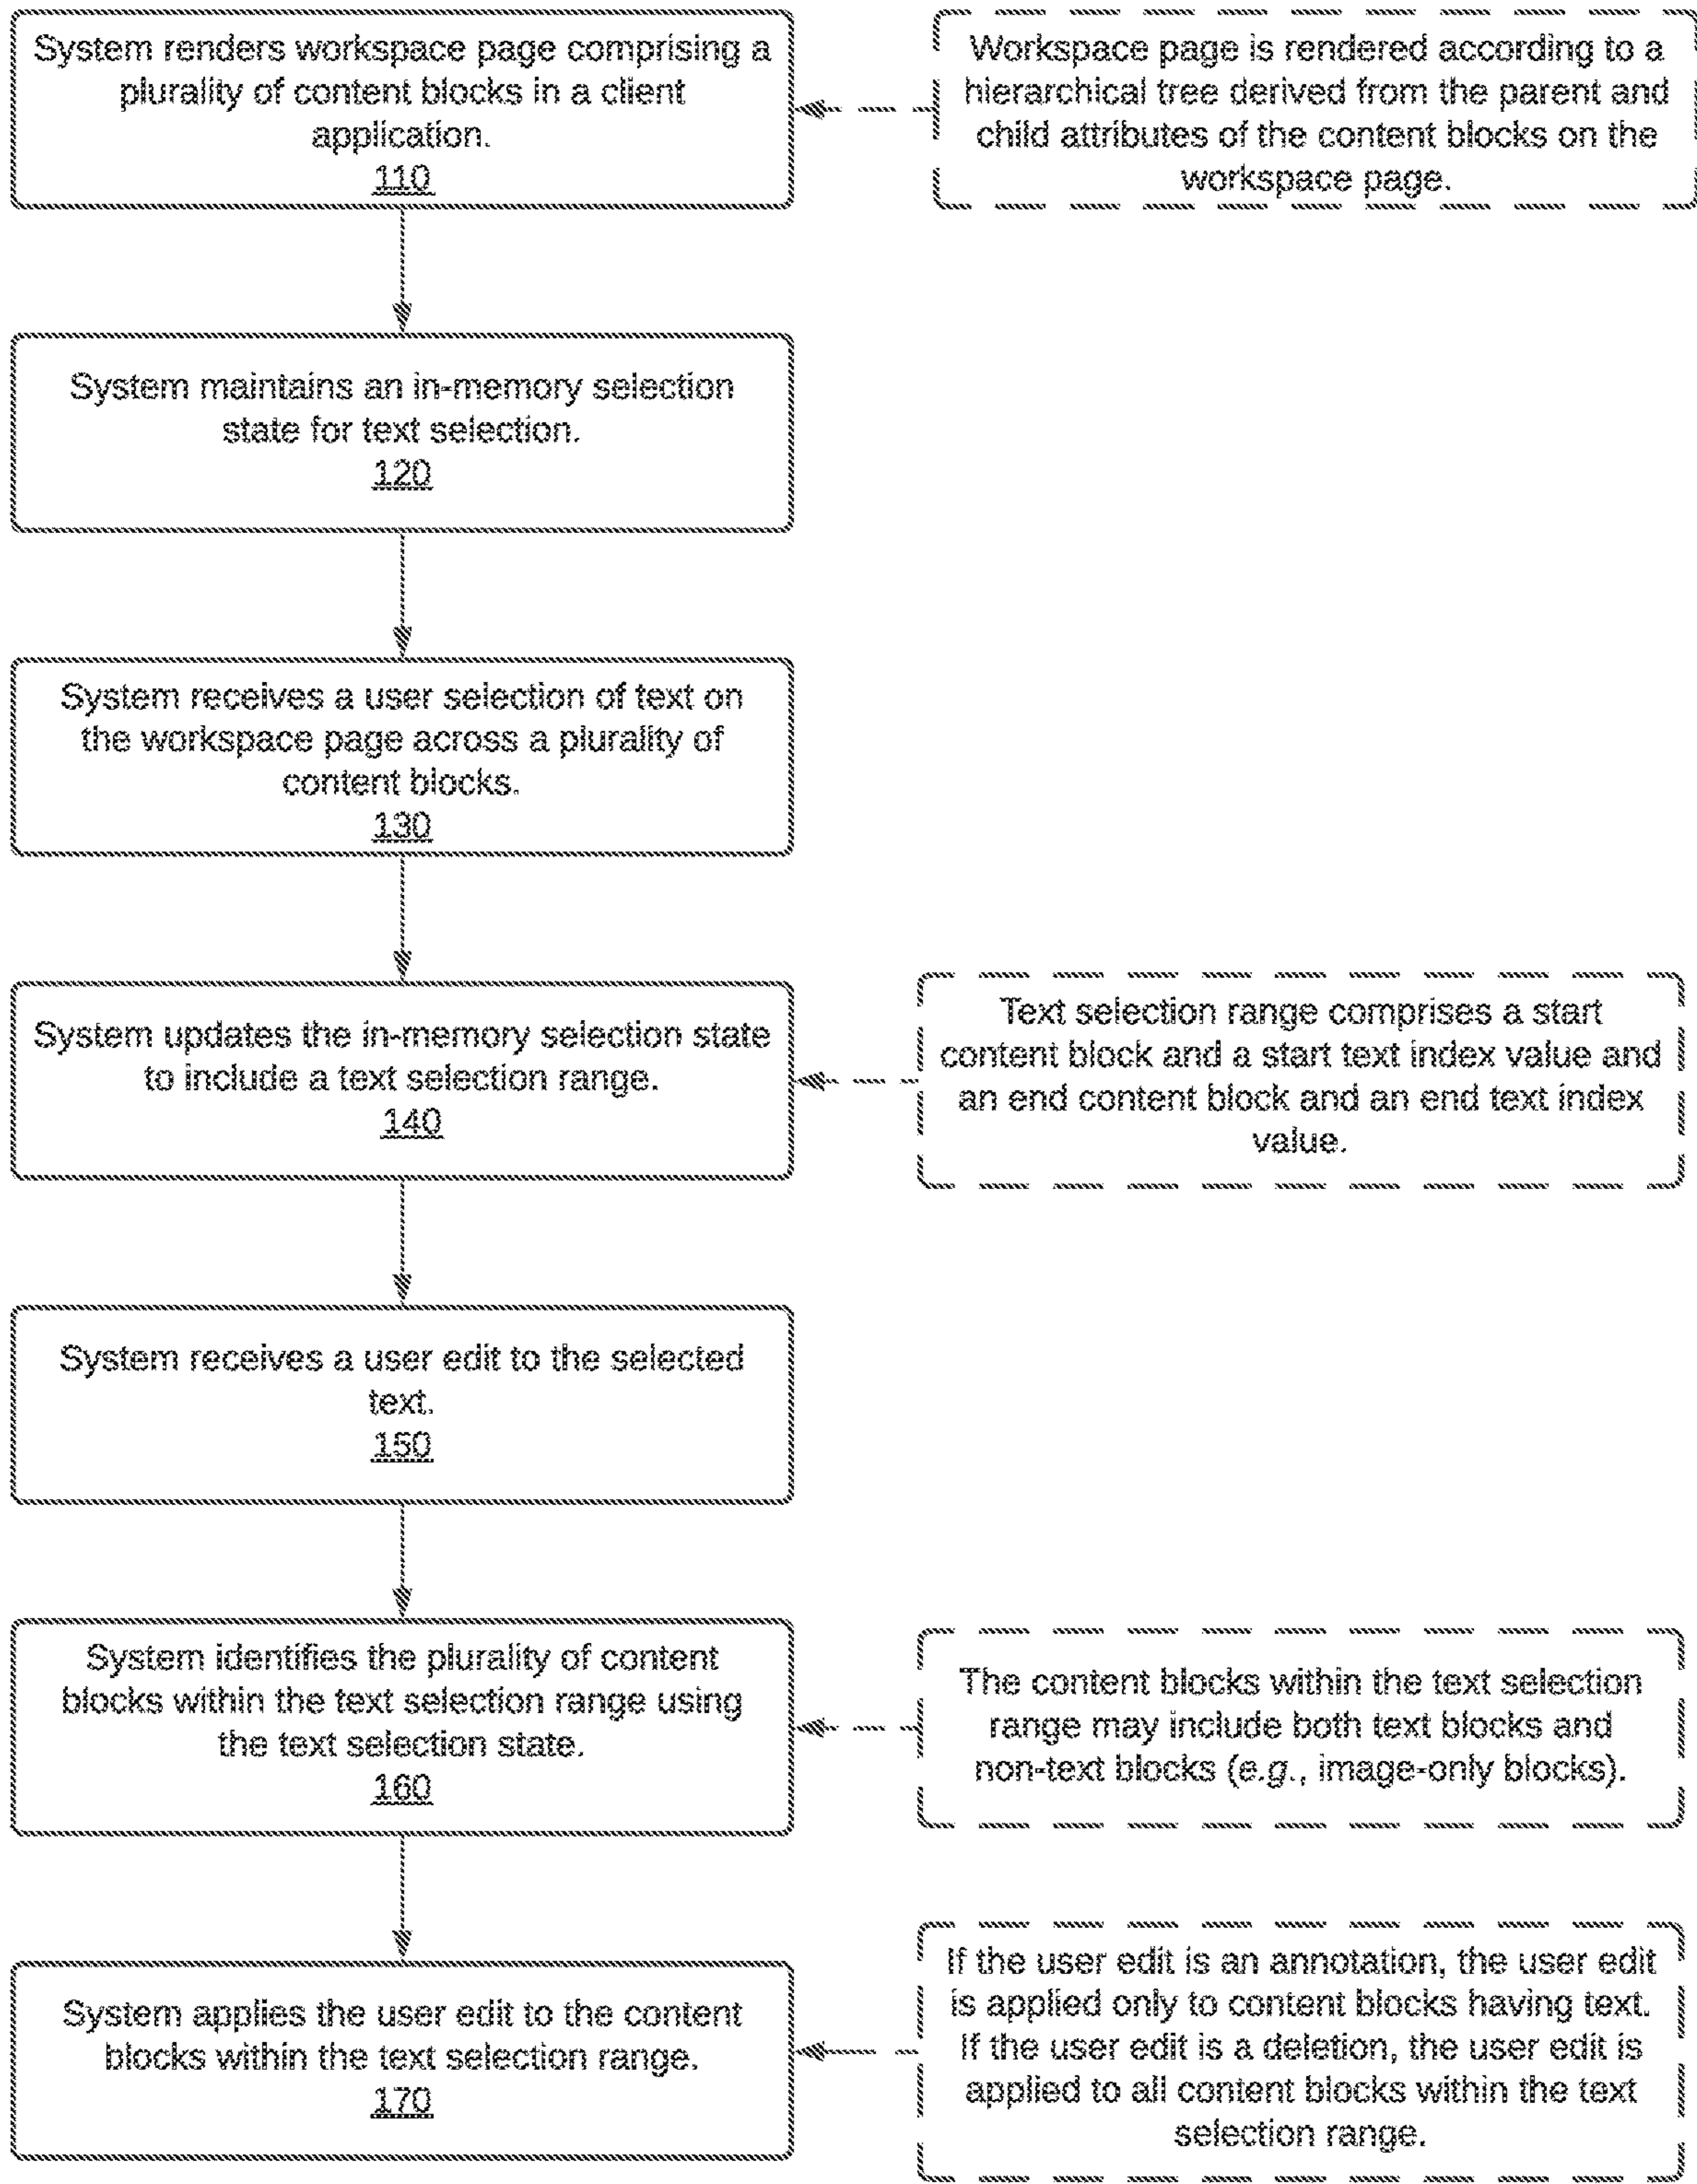 System renders workspace page comprising a
plurality of content blocks in a client
application.
110
Workspace page is rendered according to a
hierarchical tree derived from the parent and
child attributes of the content blocks on the
workspace page.
System maintains an in-memory selection
state for text selection.
120
System receives a user selection of text on
the workspace page across a plurality of
content blocks.
130
System updates the in-memory selection state
to include a text selection range.
140
Text selection range comprises a start
content block and a start text index value and
an end content block and an end text index
value.
System receives a user edit to the selected
text.
150
System identifies the plurality of content
blocks within the text selection range using
the text selection state.
160
The content blocks within the text selection
range may include both text blocks and
non-text blocks (e.g., image-only blocks).
System applies the user edit to the content
blocks within the text selection range.
170
If the user edit is an annotation, the user edit
is applied only to content blocks having text.
If the user edit is a deletion, the user edit is
applied to all content blocks within the text
selection range.